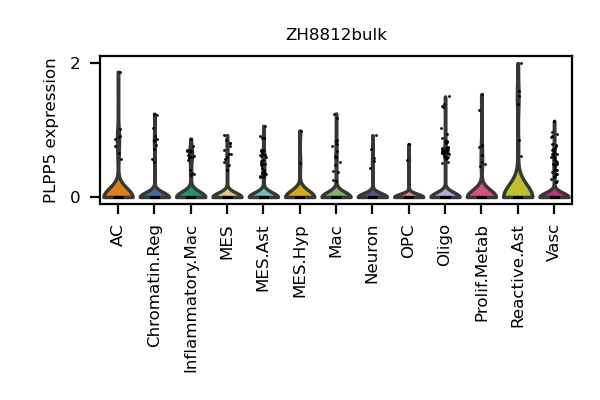 ZH8812bulk
PLPP5 expression
2
0
AC
Chromatin.Reg
Inflammatory.Mac
MES
MES.Ast
MES.Hyp
Mac
Neuron
OPC
Oligo
Prolif.Metab
Reactive.Ast
Vasc